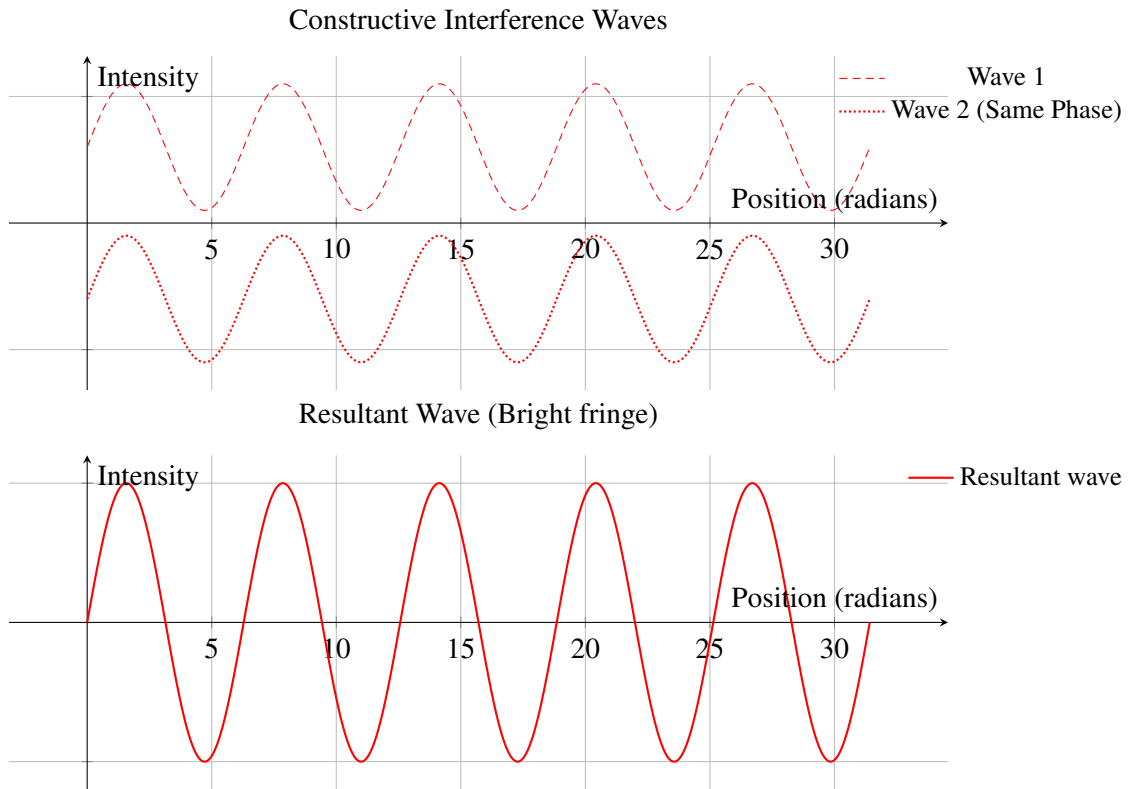 Constructive Interference Waves
Intensity
Wave 1
Wave 2 (Same Phase)
Position (radians)
5 10 15 20 25 30
Resultant Wave (Bright fringe)
Intensity
Resultant wave
Position (radians)
5 10 15 20 25 30